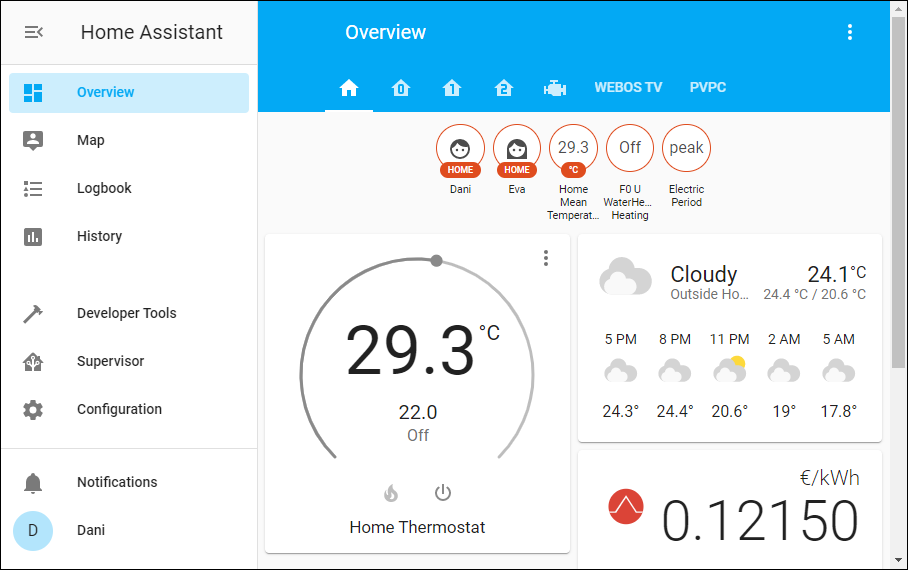 Home Assistant
Overview
Map
Logbook
History
Developer Tools
Supervisor
Configuration
Notifications
D
Dani
Overview
0
1
2
WEBOS TV
PVPC
HOME
Dani
HOME
Eva
29.3
°C
Home
Mean
Temperat...
Off
F0 U
WaterHe...
Heating
peak
Electric
Period
29.3 °C
22.0
Off
Home Thermostat
Cloudy
Outside Ho...
24.1°C
24.4 °C / 20.6 °C
5 PM 8 PM 11 PM 2 AM 5 AM
24.3° 24.4° 20.6° 19° 17.8°
€/kWh
0.12150